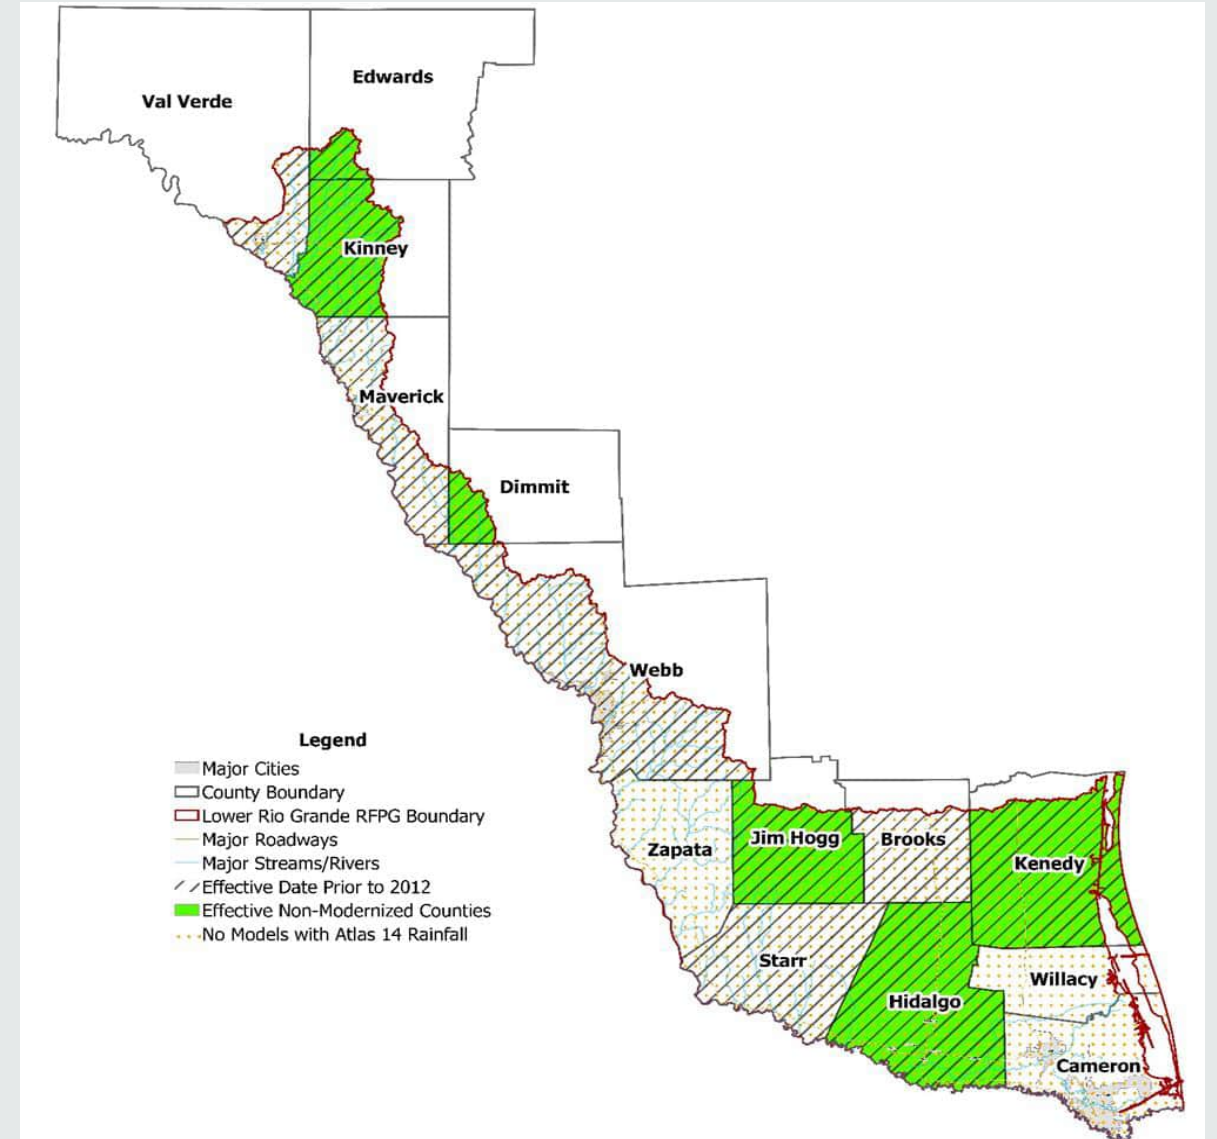 Edwards
Val Verde
Kinney
Maverick
Dimmit
Webb
Legend
Major Cities
County Boundary
Lower Rio Grande RFPG Boundary
Major Roadways
Major Streams/Rivers
Effective Date Prior to 2012
Effective Non-Modernized Counties
No Models with Atlas 14 Rainfall
Jim Hogg
Brooks
Zapata
Kenedy
Starr
Willacy
Hidalgo
Cameron